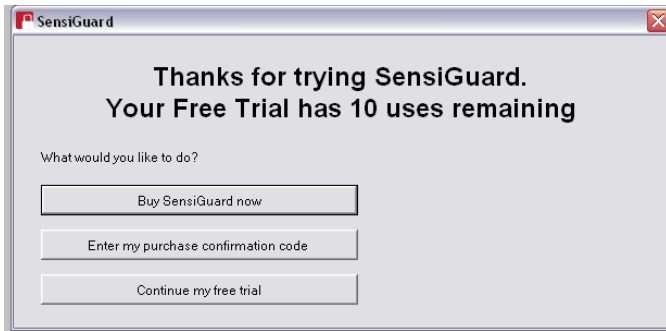 SensiGuard
Thanks for trying SensiGuard.
Your Free Trial has 10 uses remaining
What would you like to do?
Buy SensiGuard now
Enter my purchase confirmation code
Continue my free trial